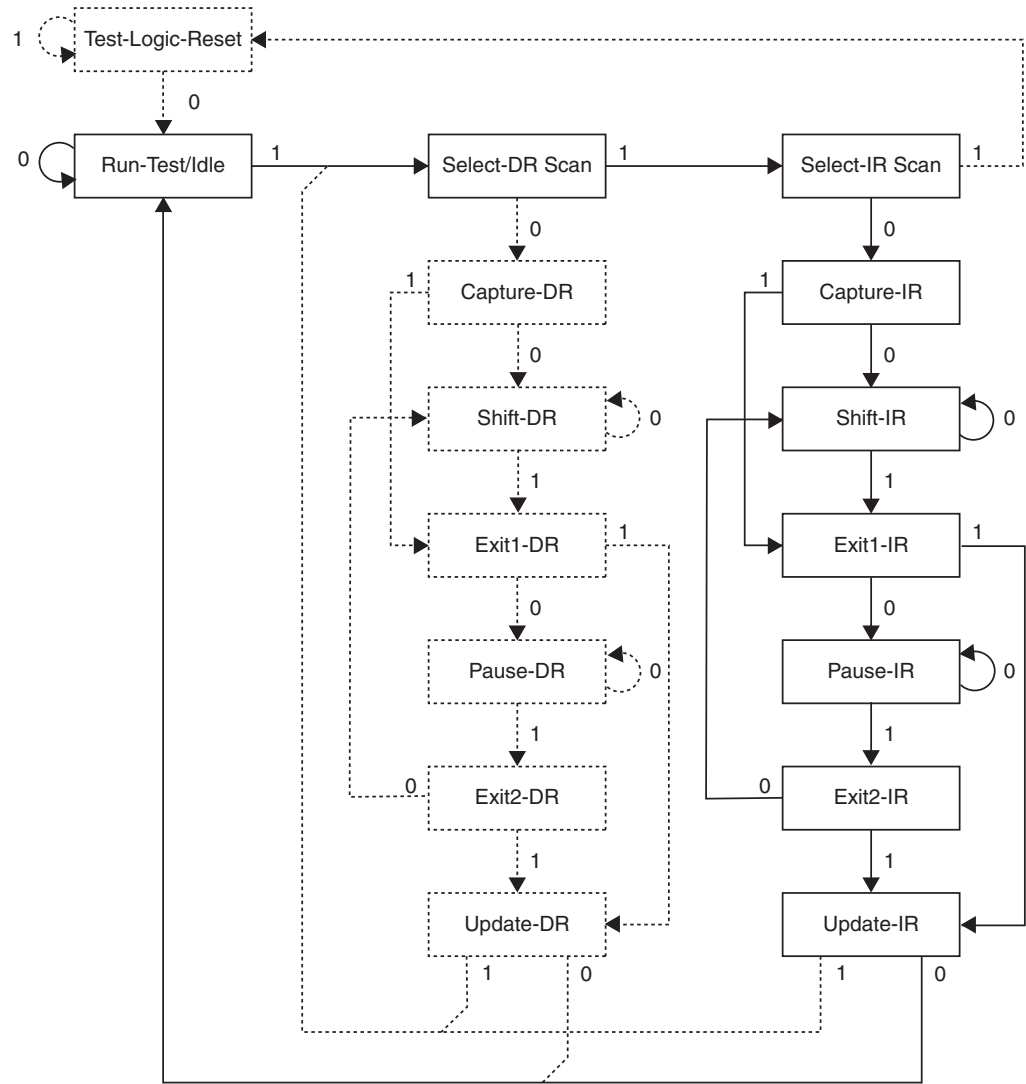 1
Test-Logic-Reset
0
0
Run-Test/Idle
1
Select-DR Scan
1
Select-IR Scan
1
0
0
1
Capture-DR
1
Capture-IR
0
0
Shift-DR
0
Shift-IR
0
1
1
Exit1-DR
1
Exit1-IR
1
0
0
Pause-DR
0
Pause-IR
0
1
1
0
Exit2-DR
0
Exit2-IR
1
1
Update-DR
Update-IR
1
0
1
0